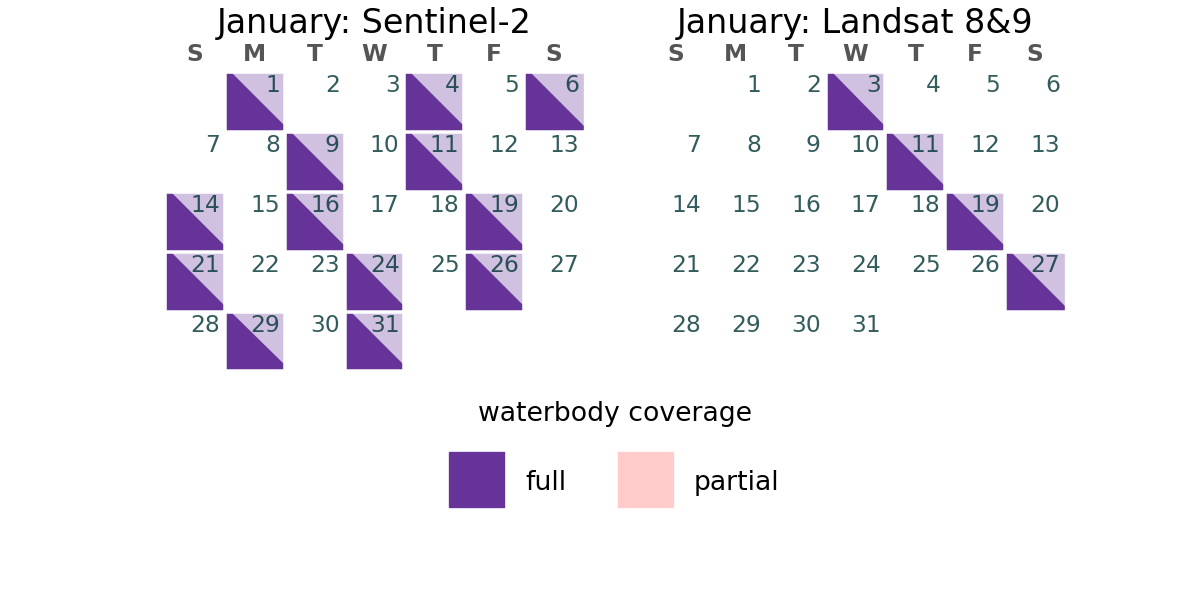 January: Sentinel-2
S M T W T F S
1 2 3 4 5 6
7 8 9 10 11 12 13
14 15 16 17 18 19 20
21 22 23 24 25 26 27
28 29 30 31
January: Landsat 8&9
S M T W T F S
1 2 3 4 5 6
7 8 9 10 11 12 13
14 15 16 17 18 19 20
21 22 23 24 25 26 27
28 29 30 31
waterbody coverage
full partial